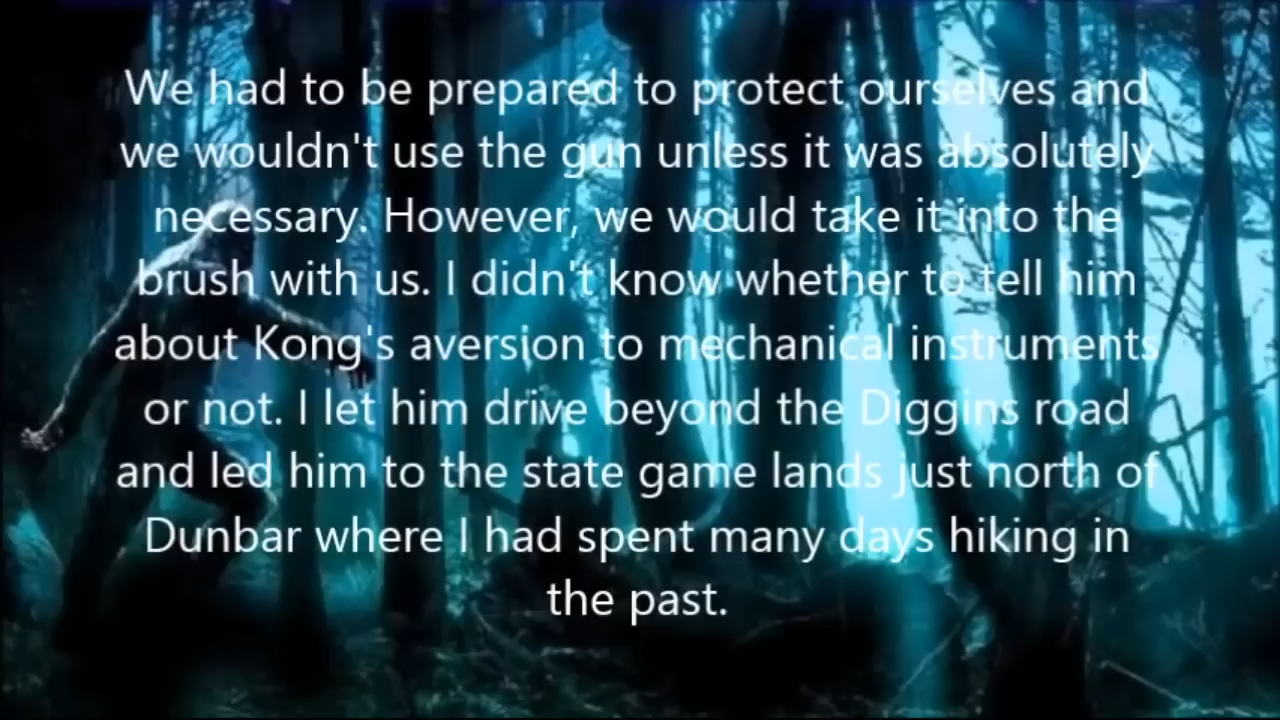 We had to be prepared to protect ourselves and
we wouldn't use the gun unless it was absolutely
necessary. However, we would take it into the
brush with us. I didn't know whether to tell him
about Kong's aversion to mechanical instruments
or not. I let him drive beyond the Diggins road
and led him to the state game lands just north of
Dunbar where I had spent many days hiking in
the past.